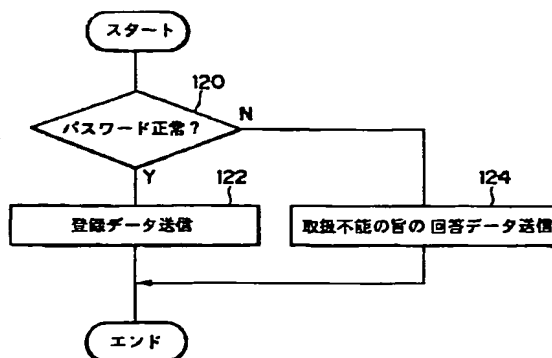 スタート
120
パスワード正常?
N
Y
122
登録データ送信
124
取扱不能の旨の回答データ送信
エンド